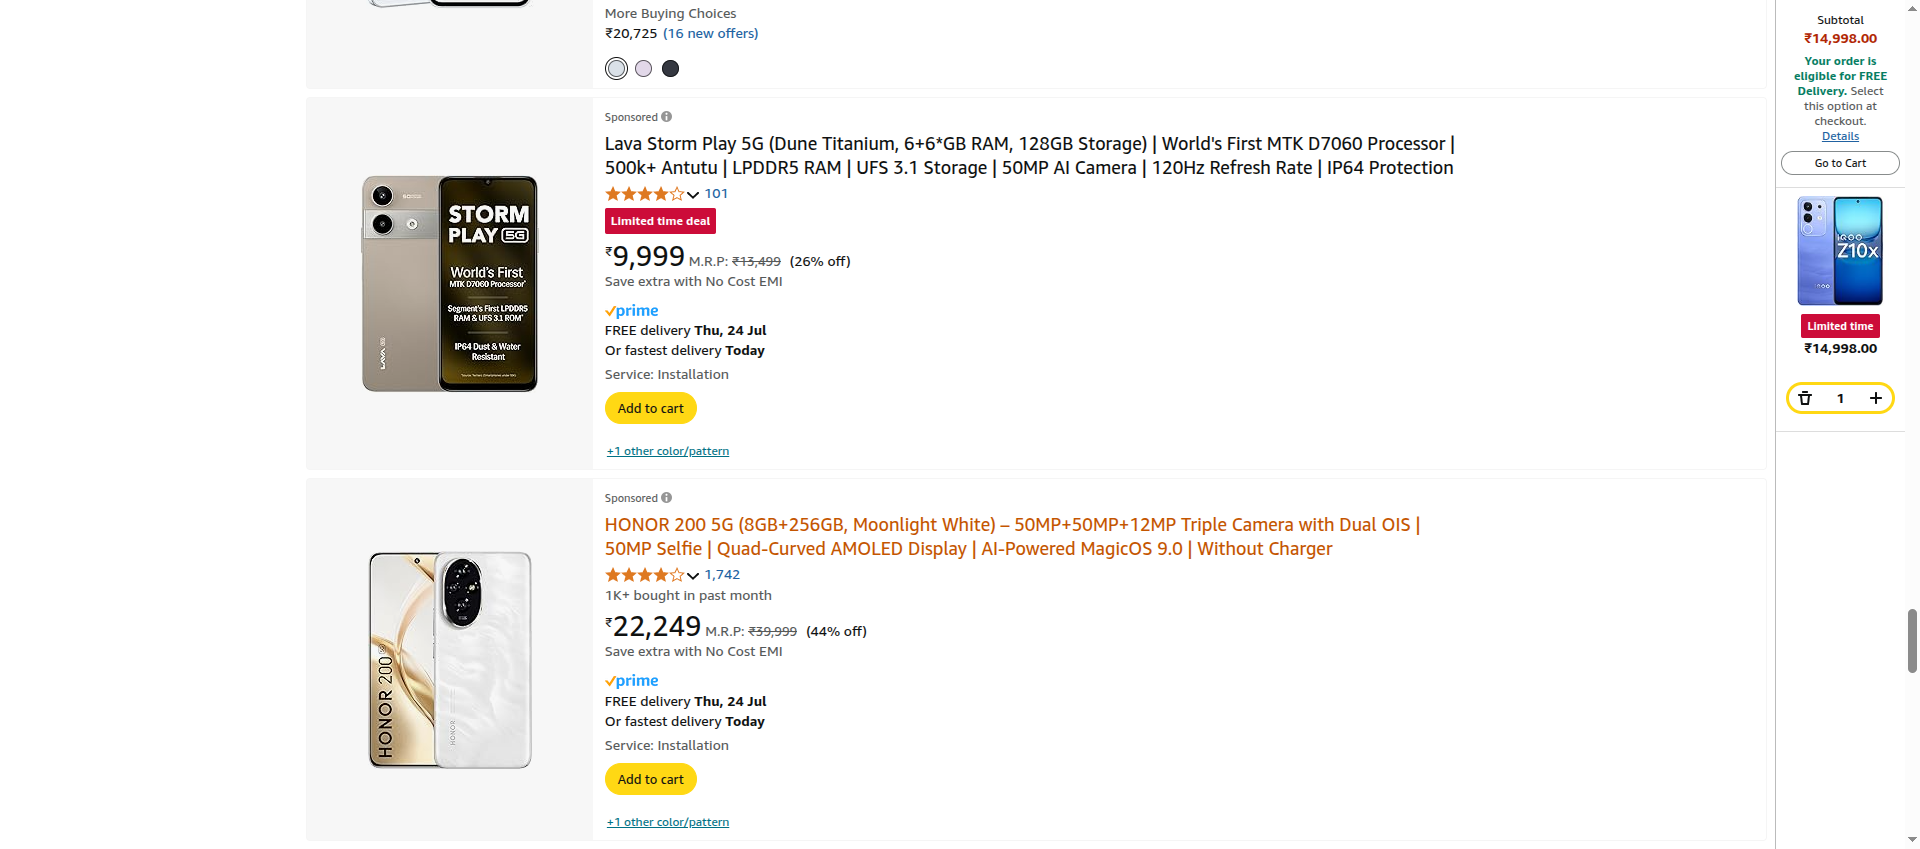 More Buying Choices
₹20,725 (16 new offers)
Sponsored
Lava Storm Play 5G (Dune Titanium, 6+6*GB RAM, 128GB Storage) | World's First MTK D7060 Processor |
500k+ Antutu | LPDDR5 RAM | UFS 3.1 Storage | 50MP AI Camera | 120Hz Refresh Rate | IP64 Protection
101
Limited time deal
₹9,999 M.R.P: ₹13,499 (26% off)
Save extra with No Cost EMI
prime
FREE delivery Thu, 24 Jul
Or fastest delivery Today
Service: Installation
Add to cart
+1 other color/pattern
STORM
PLAY 5G
World's First
MTK D7060 Processor*
Segment's First LPDDR5
RAM & UFS 3.1 ROM*
IP64 Dust & Water
Resistant
LAVA
Sponsored
HONOR 200 5G (8GB+256GB, Moonlight White) – 50MP+50MP+12MP Triple Camera with Dual OIS |
50MP Selfie | Quad-Curved AMOLED Display | AI-Powered MagicOS 9.0 | Without Charger
1,742
1K+ bought in past month
₹22,249 M.R.P: ₹39,999 (44% off)
Save extra with No Cost EMI
prime
FREE delivery Thu, 24 Jul
Or fastest delivery Today
Service: Installation
Add to cart
+1 other color/pattern
HONOR 200
HONOR
Subtotal
₹14,998.00
Your order is
eligible for FREE
Delivery. Select
this option at
checkout.
Details
Go to Cart
iQOO
Z10x
iQOO
Limited time
₹14,998.00
1